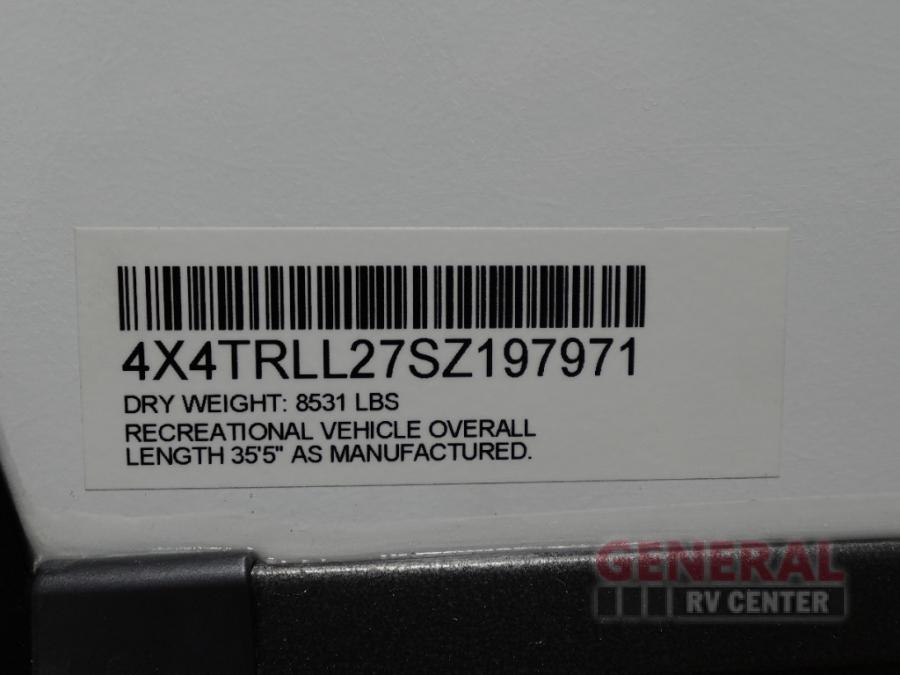 4X4TRLL27SZ197971
DRY WEIGHT: 8531 LBS
RECREATIONAL VEHICLE OVERALL
LENGTH 35'5" AS MANUFACTURED.
GENERAL
RV CENTER